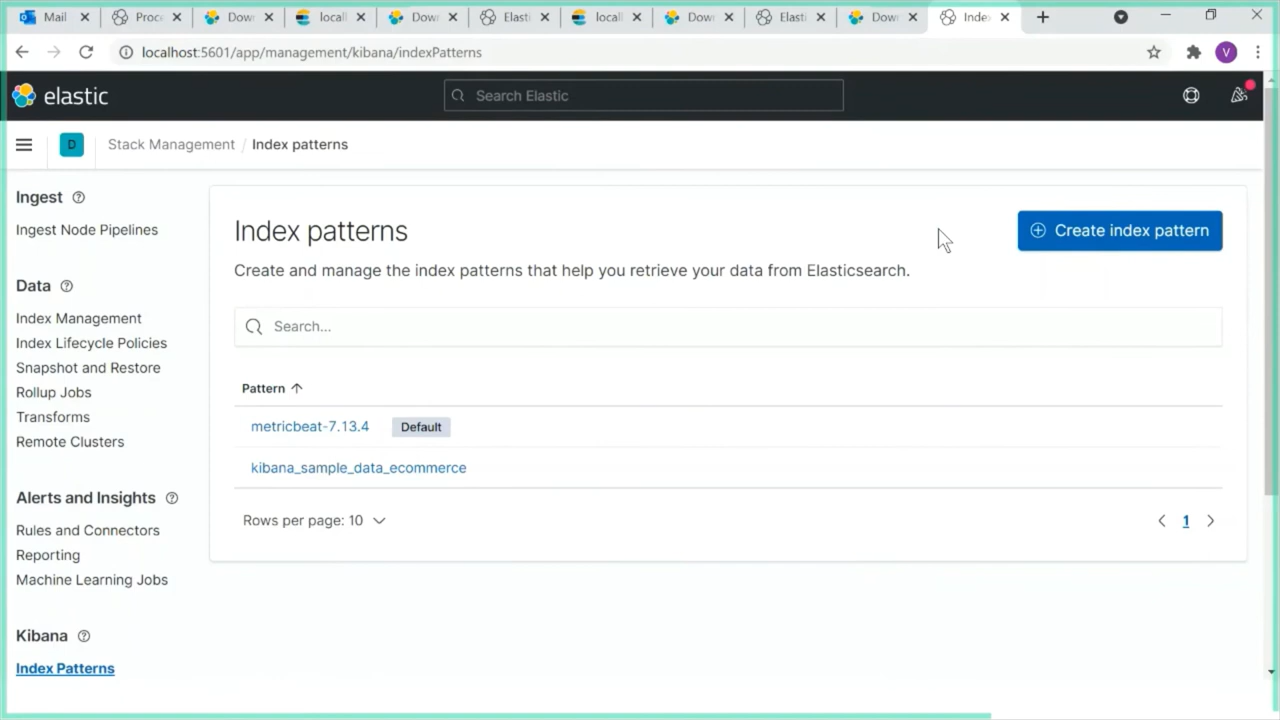 Mail
Proc
Dow
locall
Dow
Elasti
locall
Dow
Elasti
Dow
Inde
localhost:5601/app/management/kibana/indexPatterns
V
elastic
Search Elastic
D
Stack Management / Index patterns
Ingest
Ingest Node Pipelines
Data
Index Management
Index Lifecycle Policies
Snapshot and Restore
Rollup Jobs
Transforms
Remote Clusters
Alerts and Insights
Rules and Connectors
Reporting
Machine Learning Jobs
Kibana
Index Patterns
Index patterns
Create index pattern
Create and manage the index patterns that help you retrieve your data from Elasticsearch.
Search...
Pattern
metricbeat-7.13.4 Default
kibana_sample_data_ecommerce
Rows per page: 10
1